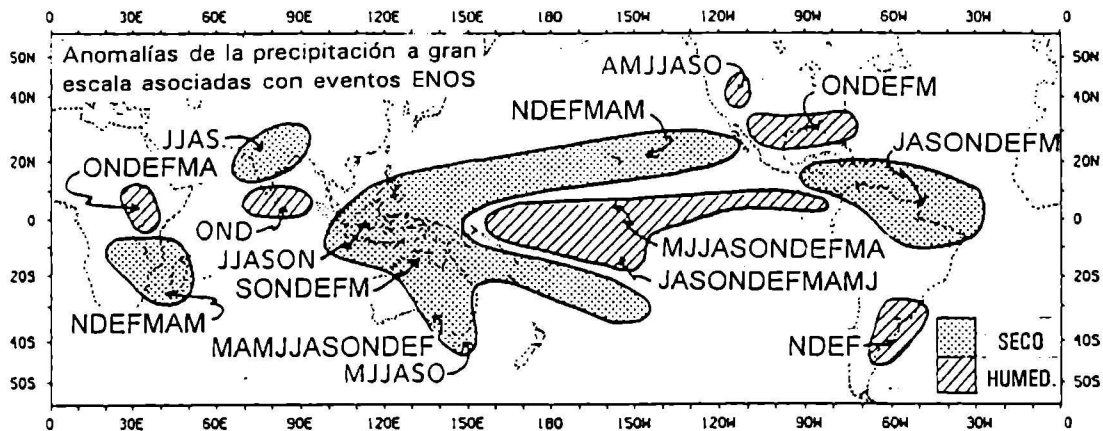 0 30E 60E 90E 120E 150E 180 150W 120W 90W 60W 30W 0
Anomalías de la precipitación a gran
escala asociadas con eventos ENOS
50N 50N
40N 40N
20N 20N
0 0
20S 20S
40S 40S
50S 50S
AMJJASO
ONDEFM
NDEFMAM
JJAS
JASONDEFM
ONDEFMA
OND
JJASON
MJJASONDEFMA
SONDEFM
JASONDEFMAMJ
NDEFMAM
MAMJJASONDEF
NDEF
MJJASO
SECO
HUMED.
0 30E 60E 90E 120E 150E 180 150W 120W 90W 60W 30W 0